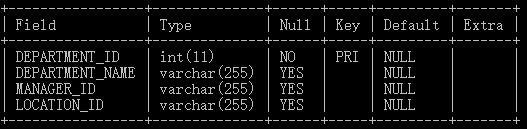 Field Type Null Key Default Extra
DEPARTMENT_ID int(11) NO PRI NULL
DEPARTMENT_NAME varchar(255) YES NULL
MANAGER_ID varchar(255) YES NULL
LOCATION_ID varchar(255) YES NULL